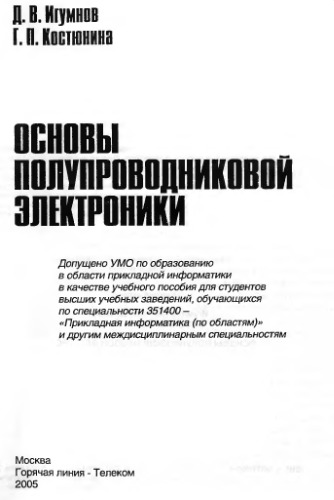 Д. В. Игумнов
Г. П. Костюнина
ОСНОВЫ
ПОЛУПРОВОДНИКОВОЙ
ЭЛЕКТРОНИКИ
Допущено УМО по образованию
в области прикладной информатики
в качестве учебного пособия для студентов
высших учебных заведений, обучающихся
по специальности 351400 –
«Прикладная информатика (по областям)»
и другим междисциплинарным специальностям
Москва
Горячая линия - Телеком
2005